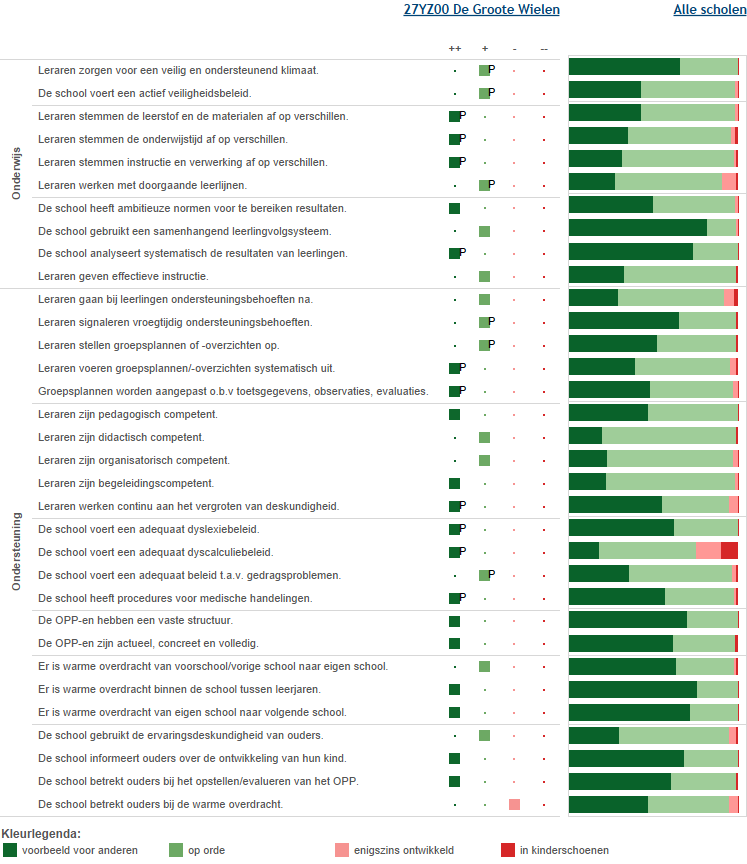 27YZ00 De Groote Wielen Alle scholen
++ + - --
Leraren zorgen voor een veilig en ondersteunend klimaat. P
De school voert een actief veiligheidsbeleid. P
Leraren stemmen de leerstof en de materialen af op verschillen. P
Leraren stemmen de onderwijstijd af op verschillen. P
Leraren stemmen instructie en verwerking af op verschillen. P
Onderwijs
Leraren werken met doorgaande leerlijnen. P
De school heeft ambitieuze normen voor te bereiken resultaten.
De school gebruikt een samenhangend leerlingvolgsysteem.
De school analyseert systematisch de resultaten van leerlingen. P
Leraren geven effectieve instructie.
Leraren gaan bij leerlingen ondersteuningsbehoeften na.
Leraren signaleren vroegtijdig ondersteuningsbehoeften. P
Leraren stellen groepsplannen of -overzichten op. P
Leraren voeren groepsplannen/-overzichten systematisch uit. P
Groepsplannen worden aangepast o.b.v toetsgegevens, observaties, evaluaties. P
Leraren zijn pedagogisch competent.
Leraren zijn didactisch competent.
Leraren zijn organisatorisch competent.
Leraren zijn begeleidingscompetent.
Leraren werken continu aan het vergroten van deskundigheid. P
De school voert een adequaat dyslexiebeleid. P
Ondersteuning
De school voert een adequaat dyscalculiebeleid. P
De school voert een adequaat beleid t.a.v. gedragsproblemen. P
De school heeft procedures voor medische handelingen. P
De OPP-en hebben een vaste structuur.
De OPP-en zijn actueel, concreet en volledig.
Er is warme overdracht van voorschool/vorige school naar eigen school.
Er is warme overdracht binnen de school tussen leerjaren.
Er is warme overdracht van eigen school naar volgende school.
De school gebruikt de ervaringsdeskundigheid van ouders.
De school informeert ouders over de ontwikkeling van hun kind.
De school betrekt ouders bij het opstellen/evalueren van het OPP.
De school betrekt ouders bij de warme overdracht.
Kleurlegenda:
voorbeeld voor anderen op orde enigszins ontwikkeld in kinderschoenen